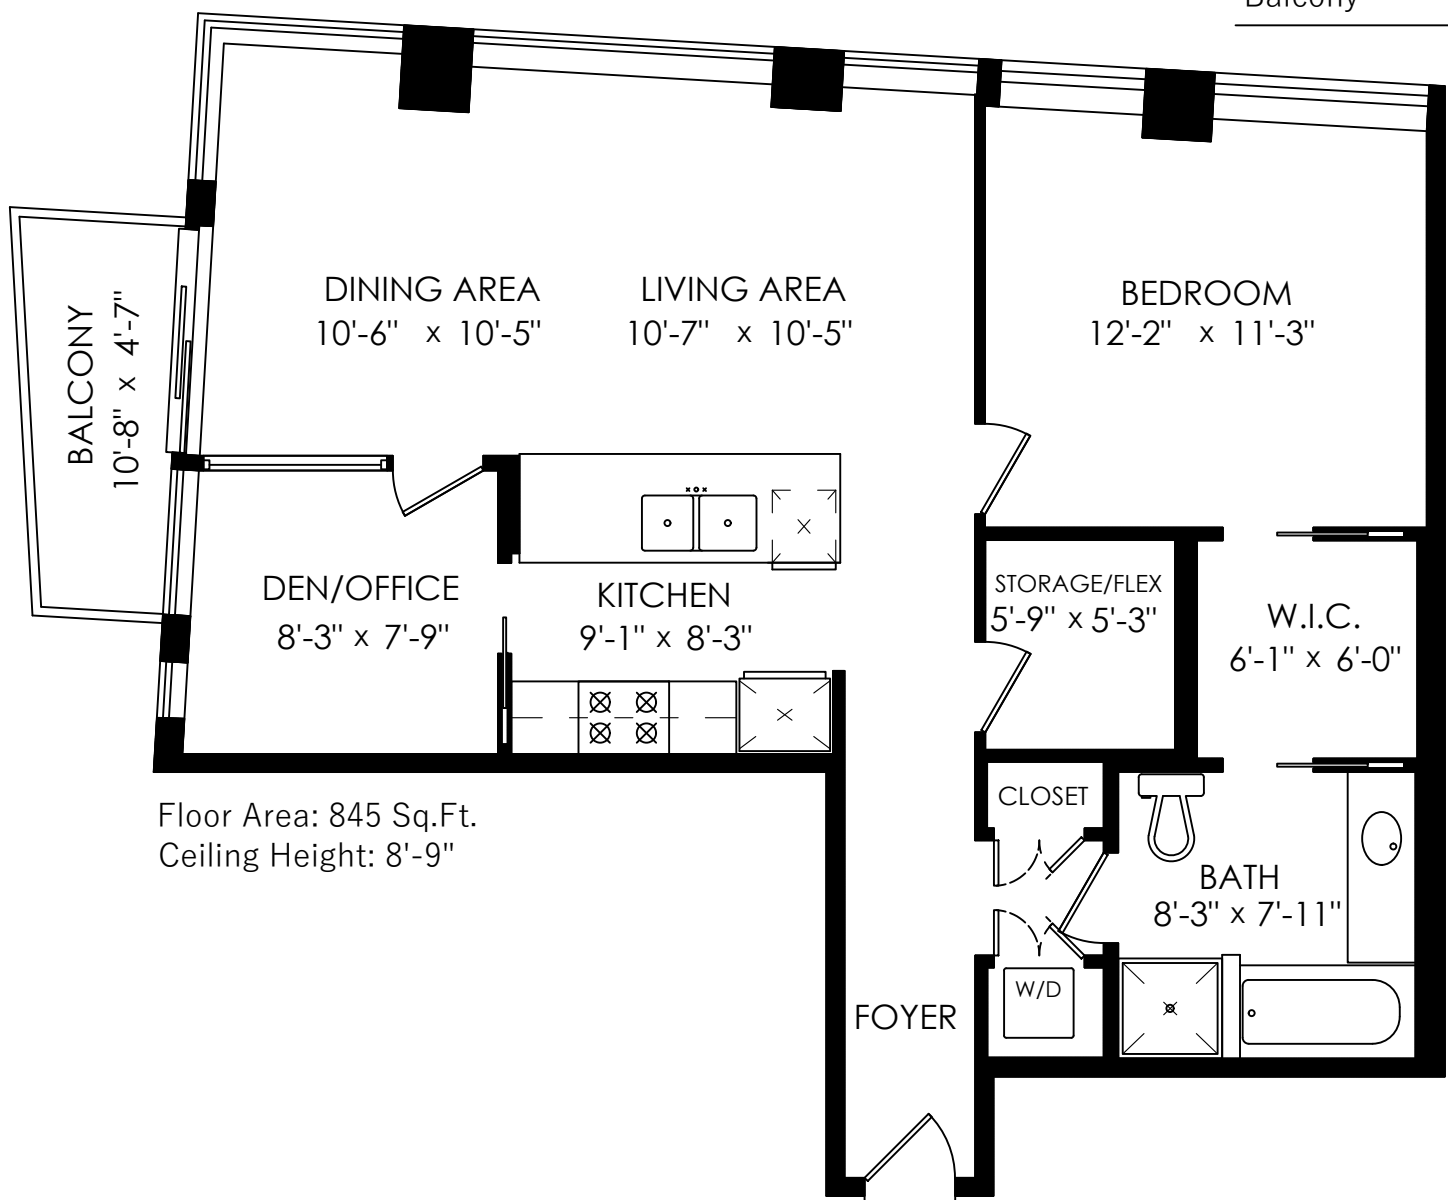 Balcony
DINING AREA
10'-6" x 10'-5"
LIVING AREA
10'-7" x 10'-5"
BEDROOM
12'-2" x 11'-3"
BALCONY
10'-8" x 4'-7"
DEN/OFFICE
8'-3" x 7'-9"
KITCHEN
9'-1" x 8'-3"
STORAGE/FLEX
5'-9" x 5'-3"
W.I.C.
6'-1" x 6'-0"
CLOSET
Floor Area: 845 Sq.Ft.
Ceiling Height: 8'-9"
BATH
8'-3" x 7'-11"
W/D
FOYER